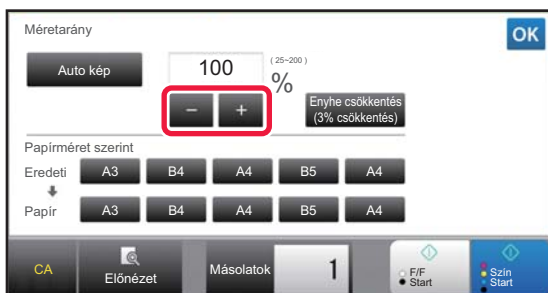 Méretarány
OK
Auto kép
100
(25~200)
%
− +
Enyhe csökkentés
(3% csökkentés)
Papírméret szerint
Eredeti A3 B4 A4 B5 A4
Papír A3 B4 A4 B5 A4
CA
Előnézet
Másolatok
1
F/F
Start
Szín
Start